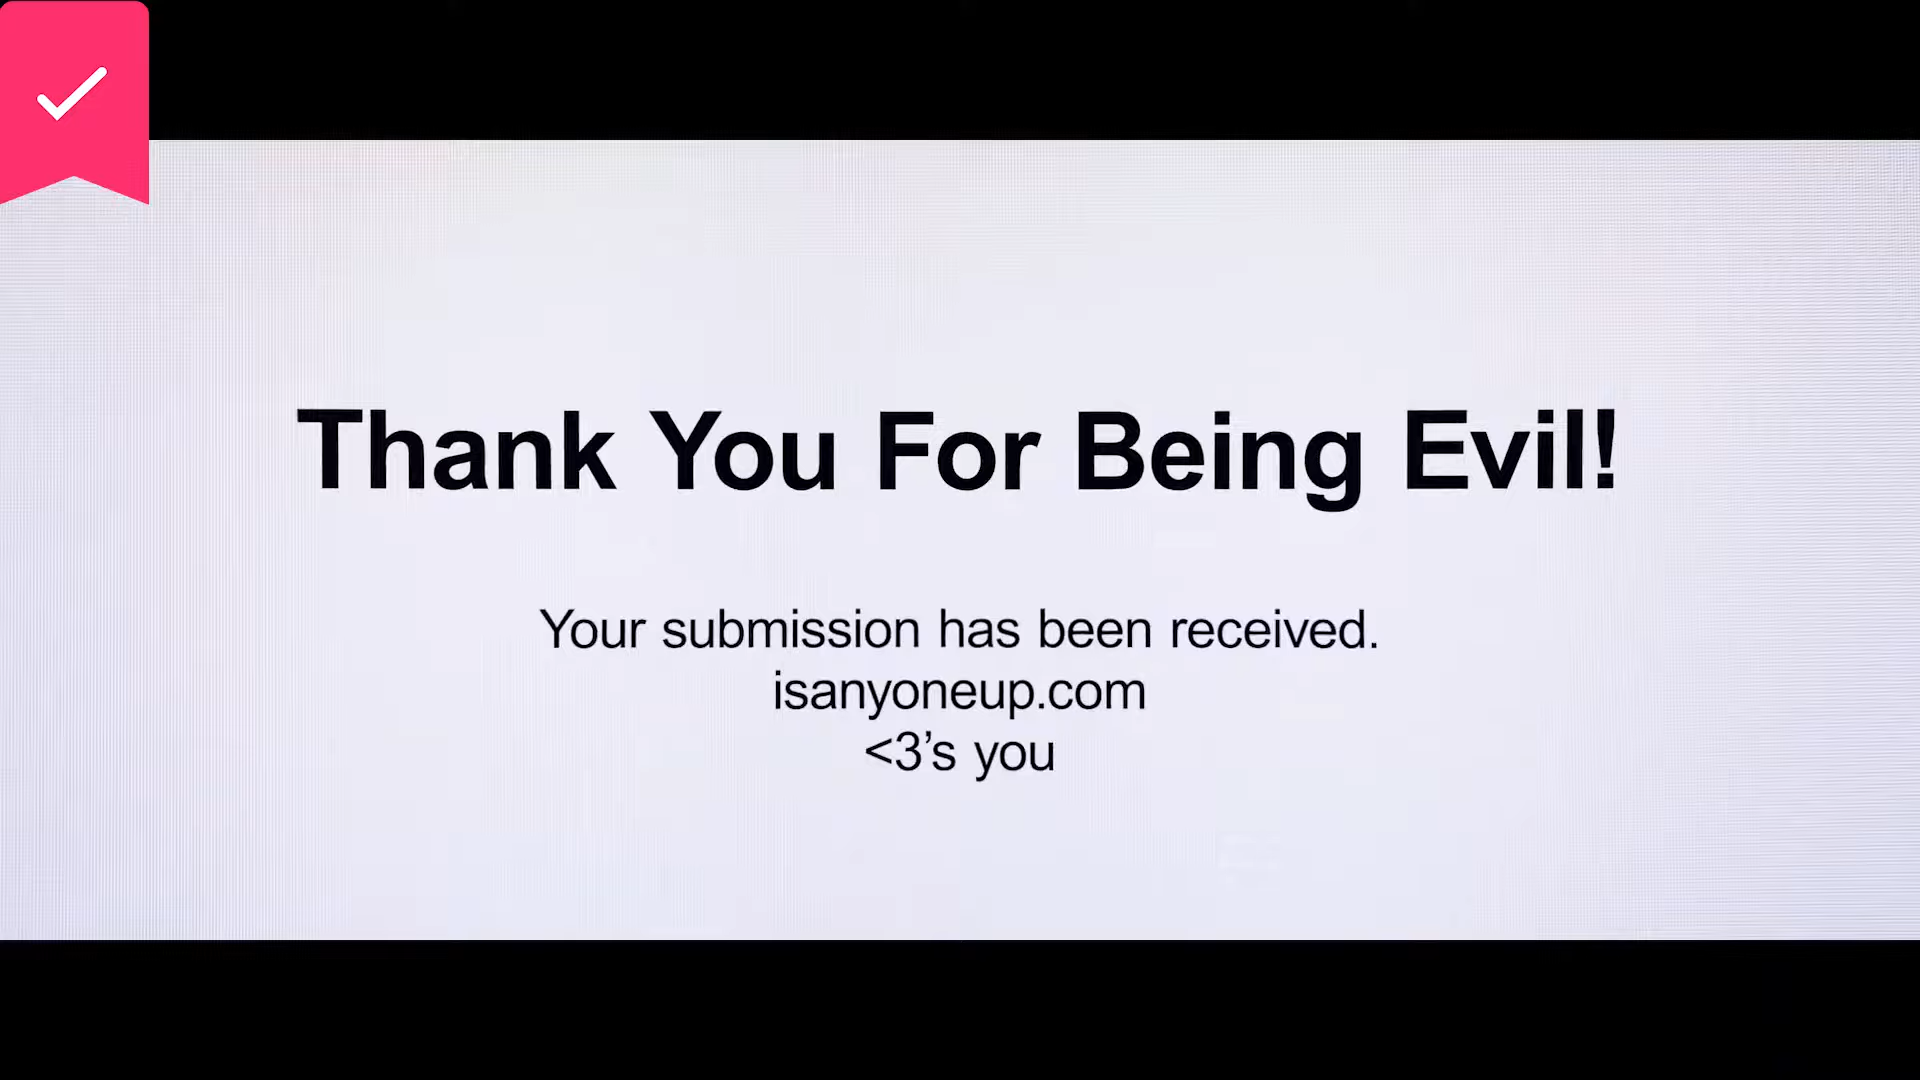 Thank You For Being Evil!
Your submission has been received.
isanyoneup.com
<3’s you